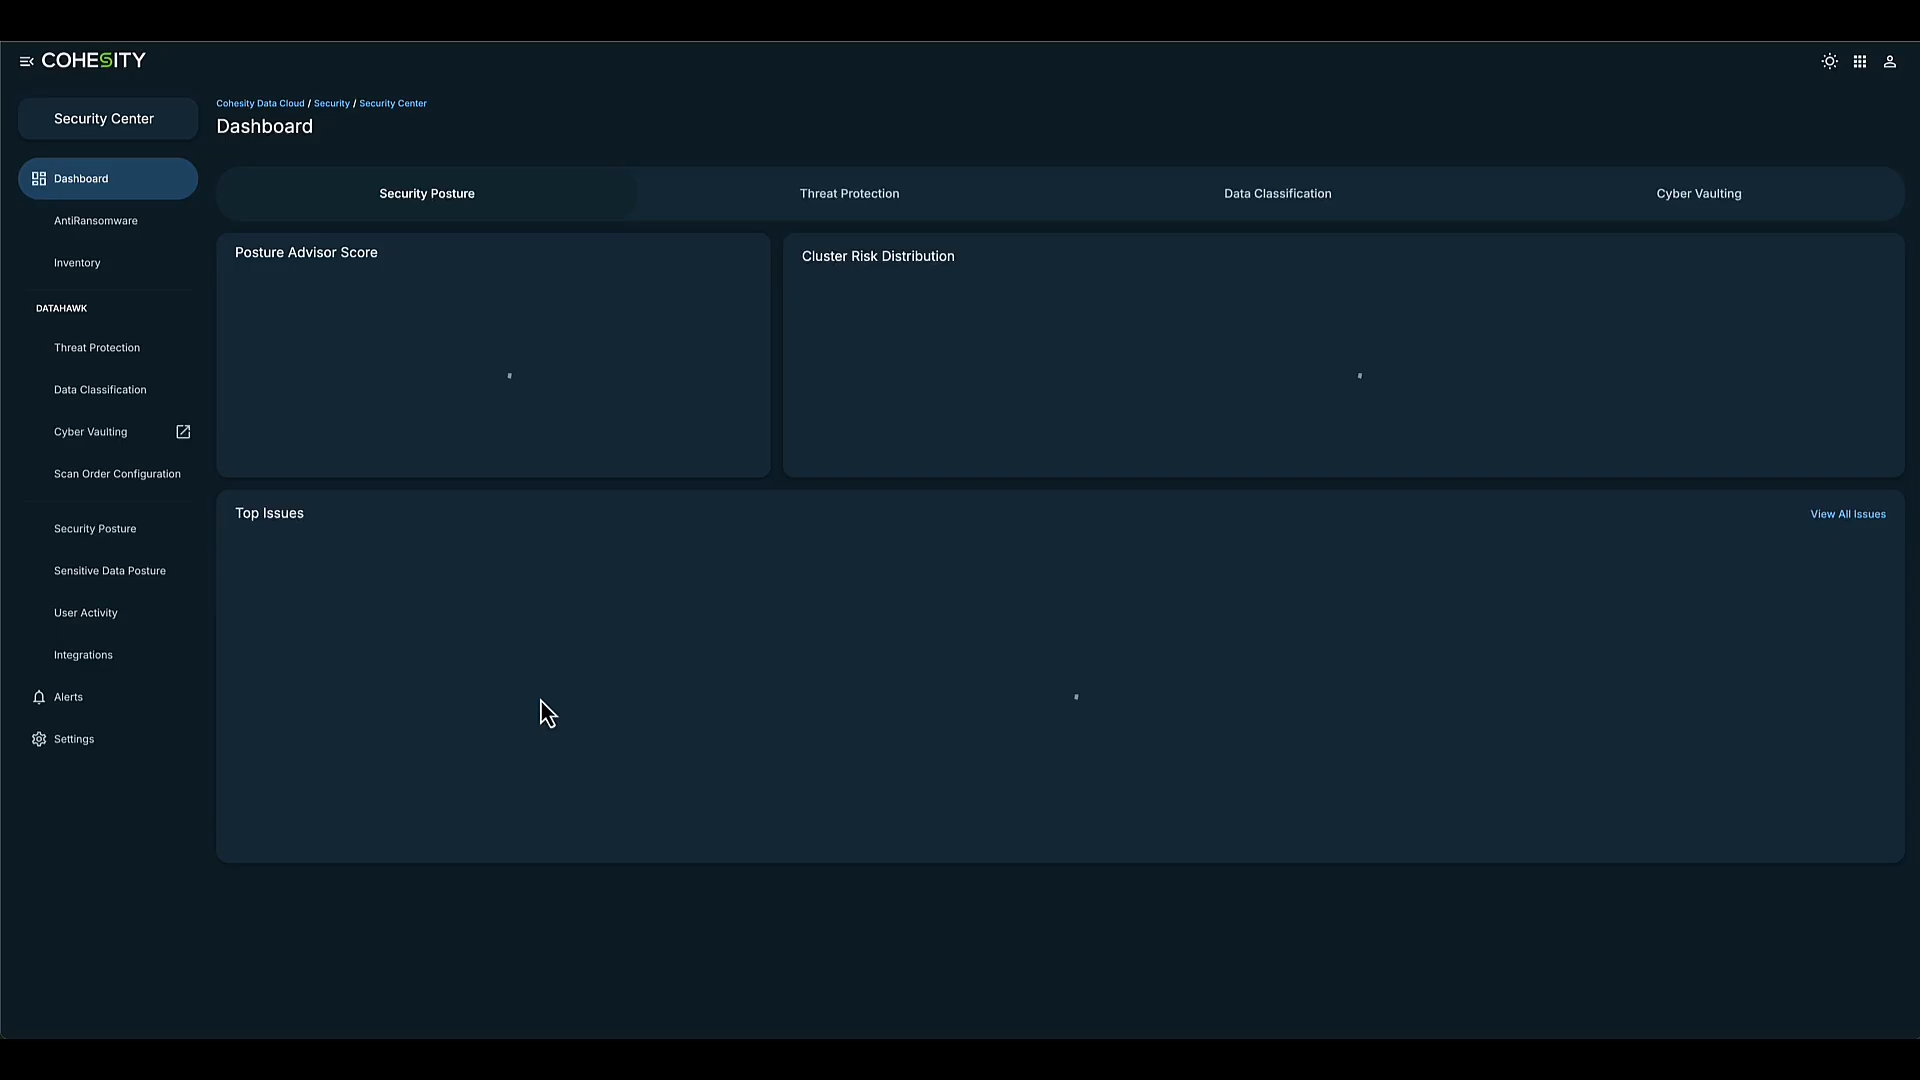 COHESITY
Security Center
Dashboard
AntiRansomware
Inventory
DATAHAWK
Threat Protection
Data Classification
Cyber Vaulting
Scan Order Configuration
Security Posture
Sensitive Data Posture
User Activity
Integrations
Alerts
Settings
Cohesity Data Cloud / Security / Security Center
Dashboard
Security Posture
Threat Protection
Data Classification
Cyber Vaulting
Posture Advisor Score
Cluster Risk Distribution
Top Issues
View All Issues